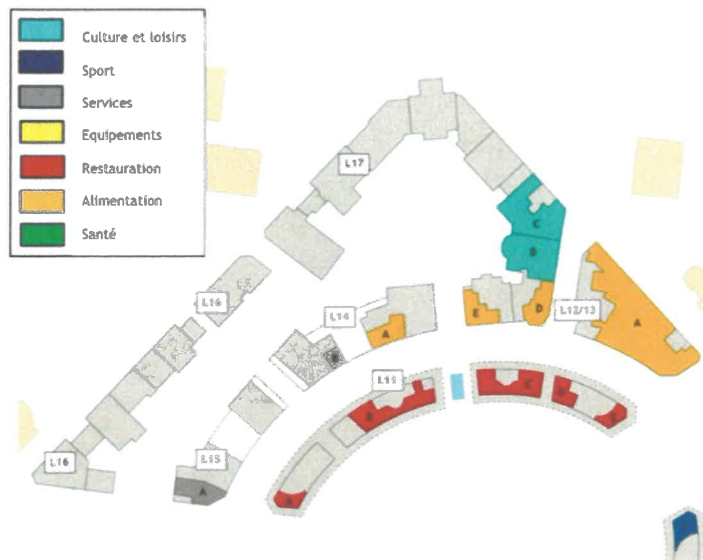 Culture et loisirs
Sport
Services
Equipements
Restauration
Alimentation
Santé
L17
C
B
L16
L14
E
D
L12/13
A
A
L11
B
C
D
E
L15
L16
A
A